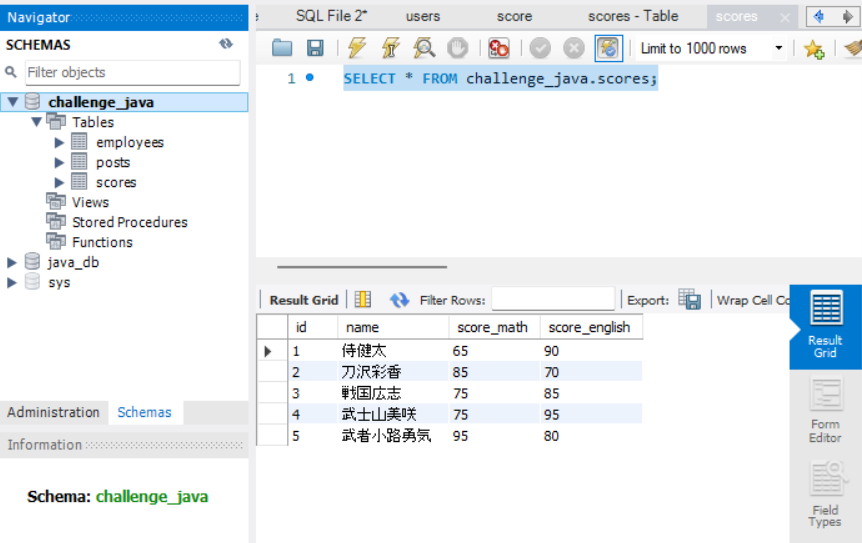 Navigator
SCHEMAS
Filter objects
challenge_java
Tables
employees
posts
scores
Views
Stored Procedures
Functions
java_db
sys
Administration Schemas
Information
Schema: challenge_java
SQL File 2* users score scores - Table scores
Limit to 1000 rows
1 SELECT * FROM challenge_java.scores;
Result Grid Filter Rows: Export: Wrap Cell Co
id name score_math score_english
1 侍健太 65 90
2 刀沢彩香 85 70
3 戦国広志 75 85
4 武士山美咲 75 95
5 武者小路勇気 95 80
Result
Grid
Form
Editor
Field
Types